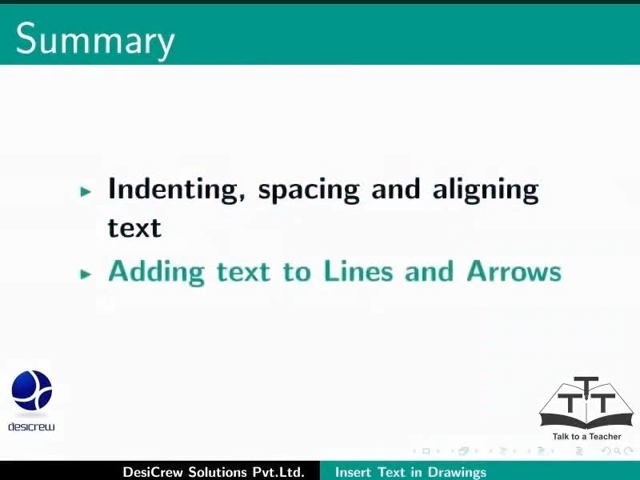 Summary
Indenting, spacing and aligning
text
Adding text to Lines and Arrows
desicrew
T T T
Talk to a Teacher
DesiCrew Solutions Pvt.Ltd. Insert Text in Drawings